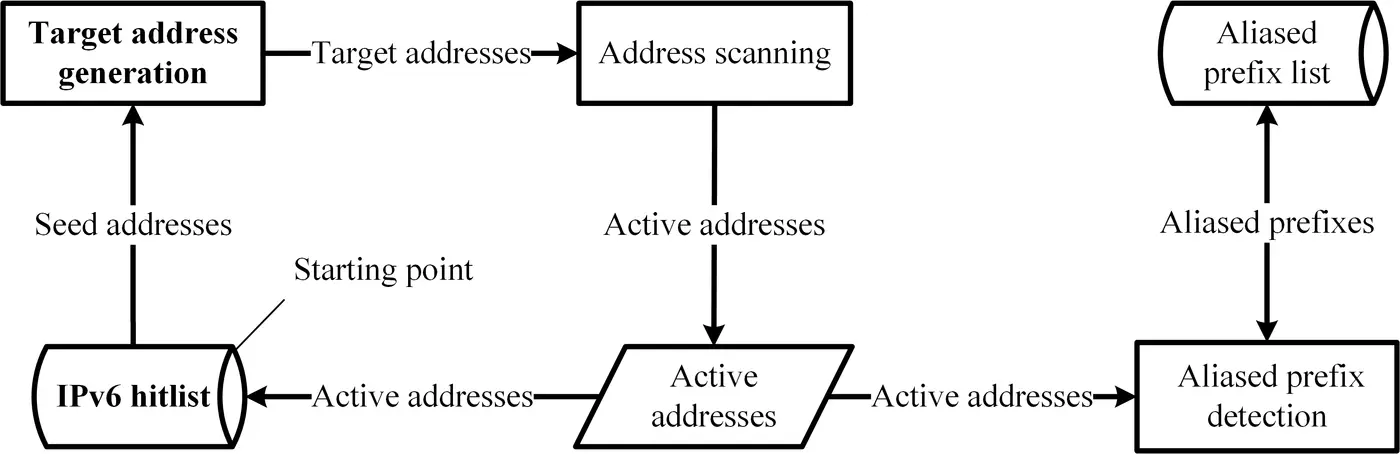 Target address
generation
Target addresses
Address scanning
Aliased
prefix list
Seed addresses
Active addresses
Aliased prefixes
Starting point
IPv6 hitlist
Active addresses
Active
addresses
Active addresses
Aliased prefix
detection